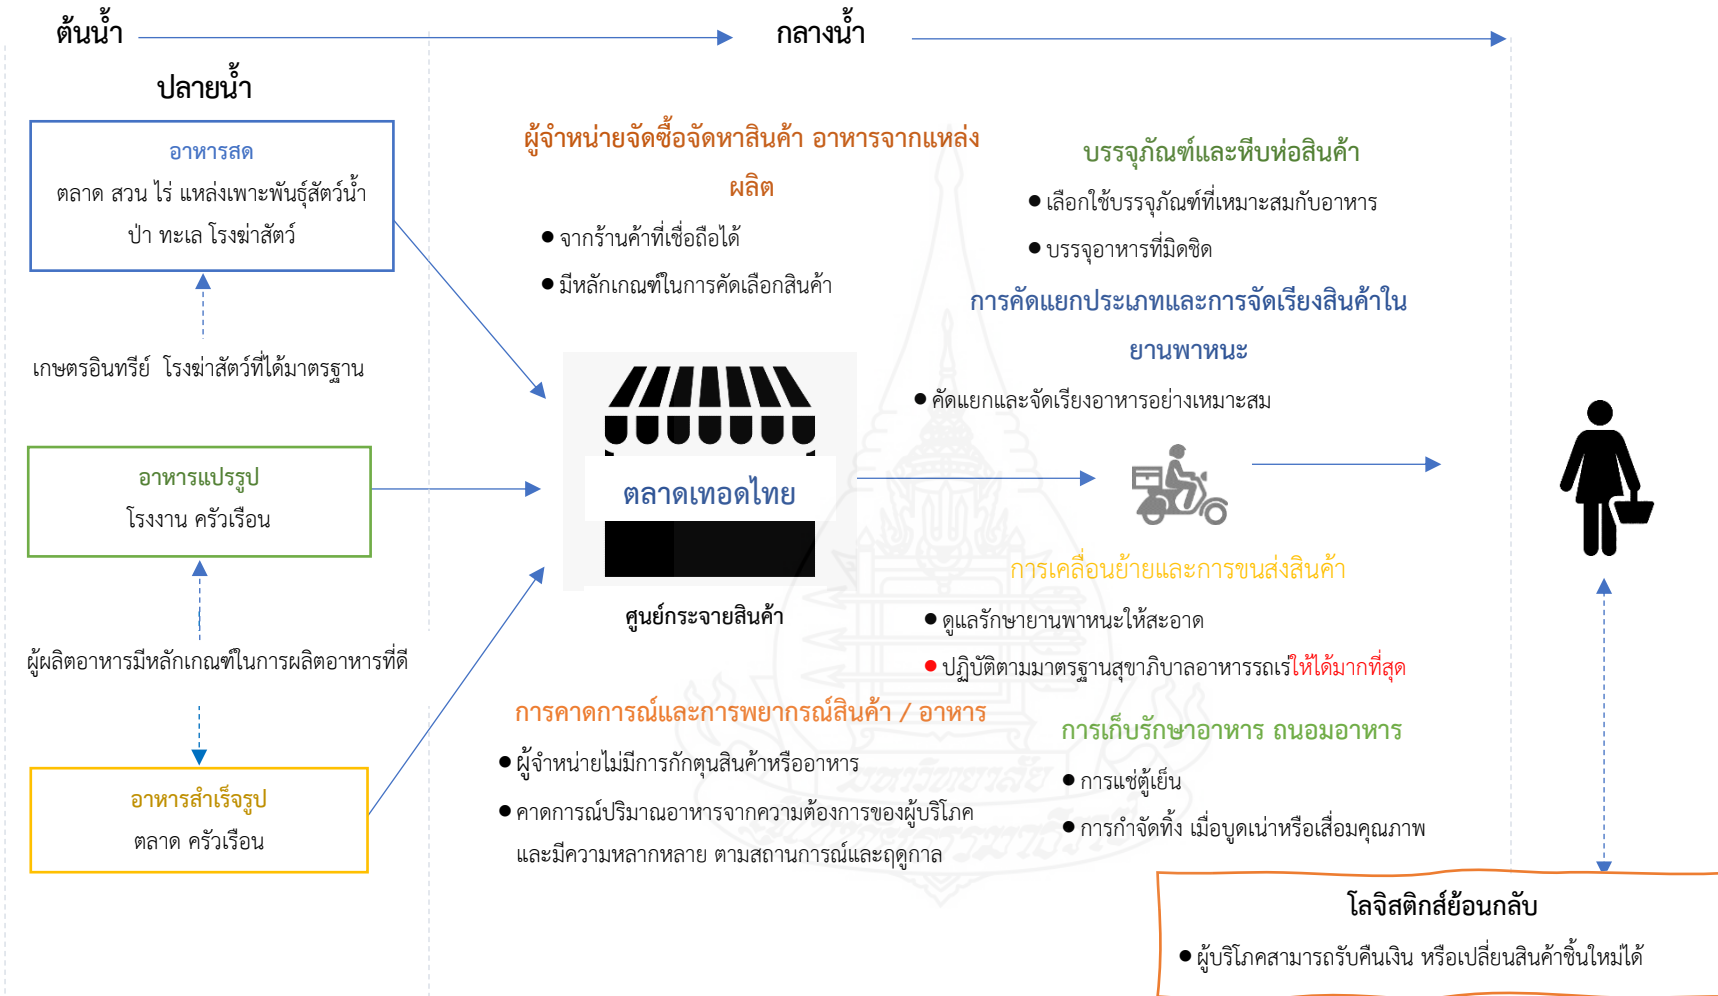 ต้นน้ำ
กลางน้ำ
ปลายน้ำ
อาหารสด
ตลาด สวน ไร่ แหล่งเพาะพันธุ์สัตว์น้ำ
ป่า ทะเล โรงฆ่าสัตว์
เกษตรอินทรีย์ โรงฆ่าสัตว์ที่ได้มาตรฐาน
อาหารแปรรูป
โรงงาน ครัวเรือน
ผู้ผลิตอาหารมีหลักเกณฑ์ในการผลิตอาหารที่ดี
อาหารสำเร็จรูป
ตลาด ครัวเรือน
ผู้จำหน่ายจัดซื้อจัดหาสินค้า อาหารจากแหล่ง
ผลิต
● จากร้านค้าที่เชื่อถือได้
● มีหลักเกณฑ์ในการคัดเลือกสินค้า
ตลาดเทอดไทย
ศูนย์กระจายสินค้า
การคาดการณ์และการพยากรณ์สินค้า / อาหาร
● ผู้จำหน่ายไม่มีการกักตุนสินค้าหรืออาหาร
● คาดการณ์ปริมาณอาหารจากความต้องการของผู้บริโภค
และมีความหลากหลาย ตามสถานการณ์และฤดูกาล
บรรจุภัณฑ์และหีบห่อสินค้า
● เลือกใช้บรรจุภัณฑ์ที่เหมาะสมกับอาหาร
● บรรจุอาหารที่มิดชิด
การคัดแยกประเภทและการจัดเรียงสินค้าใน
ยานพาหนะ
● คัดแยกและจัดเรียงอาหารอย่างเหมาะสม
การเคลื่อนย้ายและการขนส่งสินค้า
● ดูแลรักษายานพาหนะให้สะอาด
● ปฏิบัติตามมาตรฐานสุขาภิบาลอาหารรถเร่ให้ได้มากที่สุด
การเก็บรักษาอาหาร ถนอมอาหาร
● การแช่ตู้เย็น
● การกำจัดทิ้ง เมื่อบูดเน่าหรือเสื่อมคุณภาพ
โลจิสติกส์ย้อนกลับ
● ผู้บริโภคสามารถรับคืนเงิน หรือเปลี่ยนสินค้าชิ้นใหม่ได้